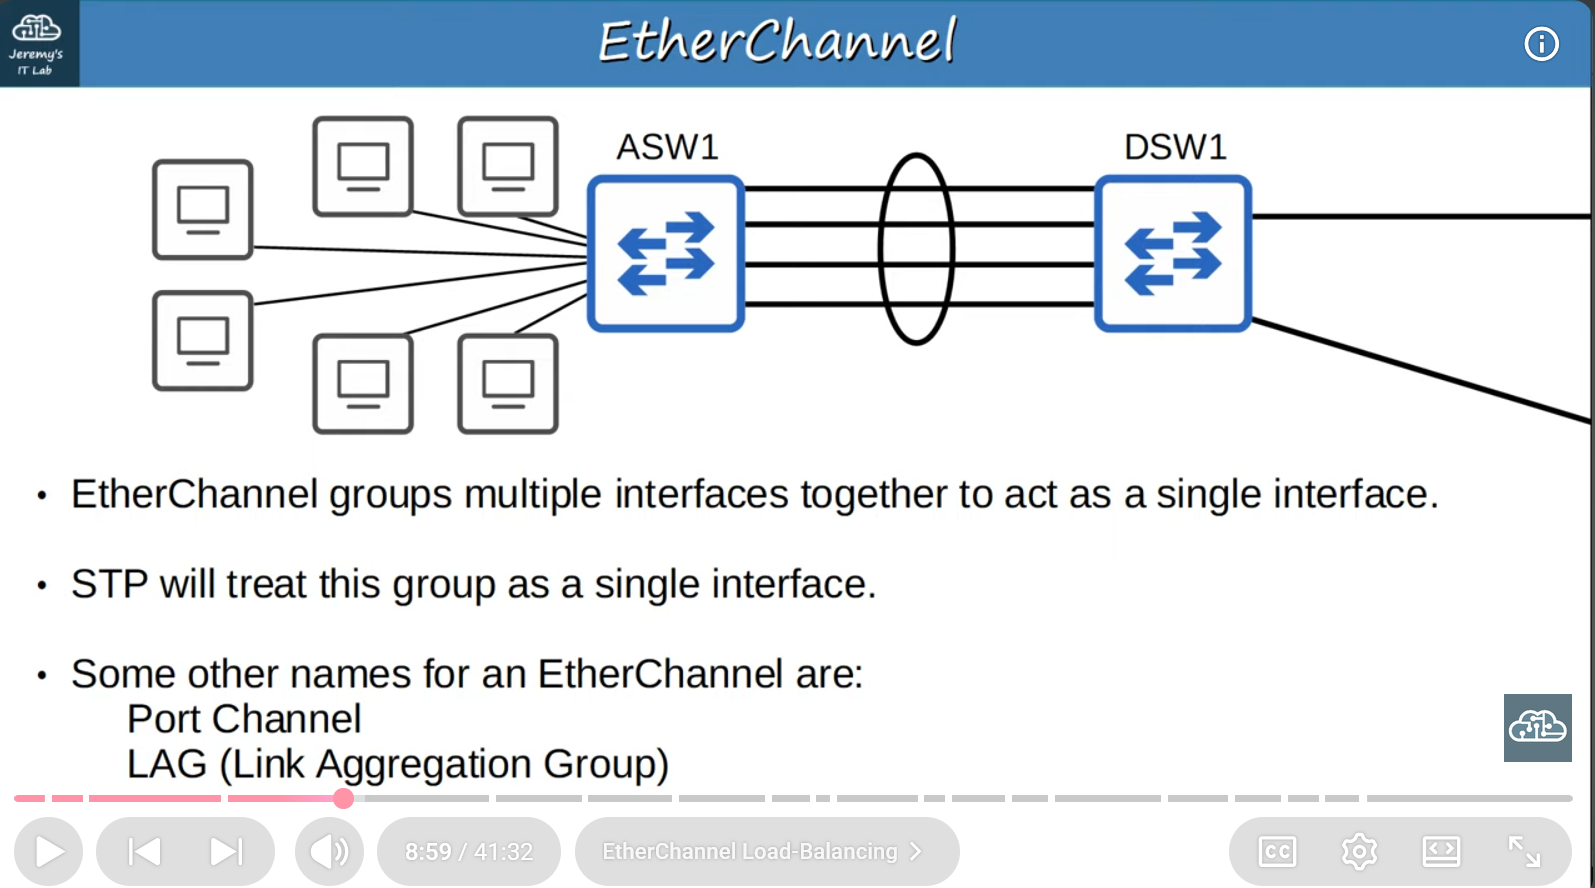 Jeremy's
IT Lab
EtherChannel
ASW1
DSW1
• EtherChannel groups multiple interfaces together to act as a single interface.
• STP will treat this group as a single interface.
• Some other names for an EtherChannel are:
Port Channel
LAG (Link Aggregation Group)
8:59 / 41:32
EtherChannel Load-Balancing
CC